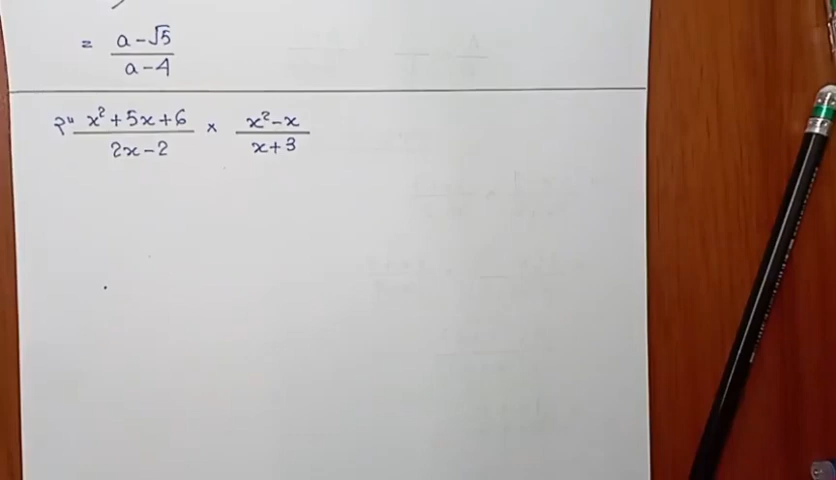 = (a-√5)/(a-4)
२" (x²+5x+6)/(2x-2) × (x²-x)/(x+3)